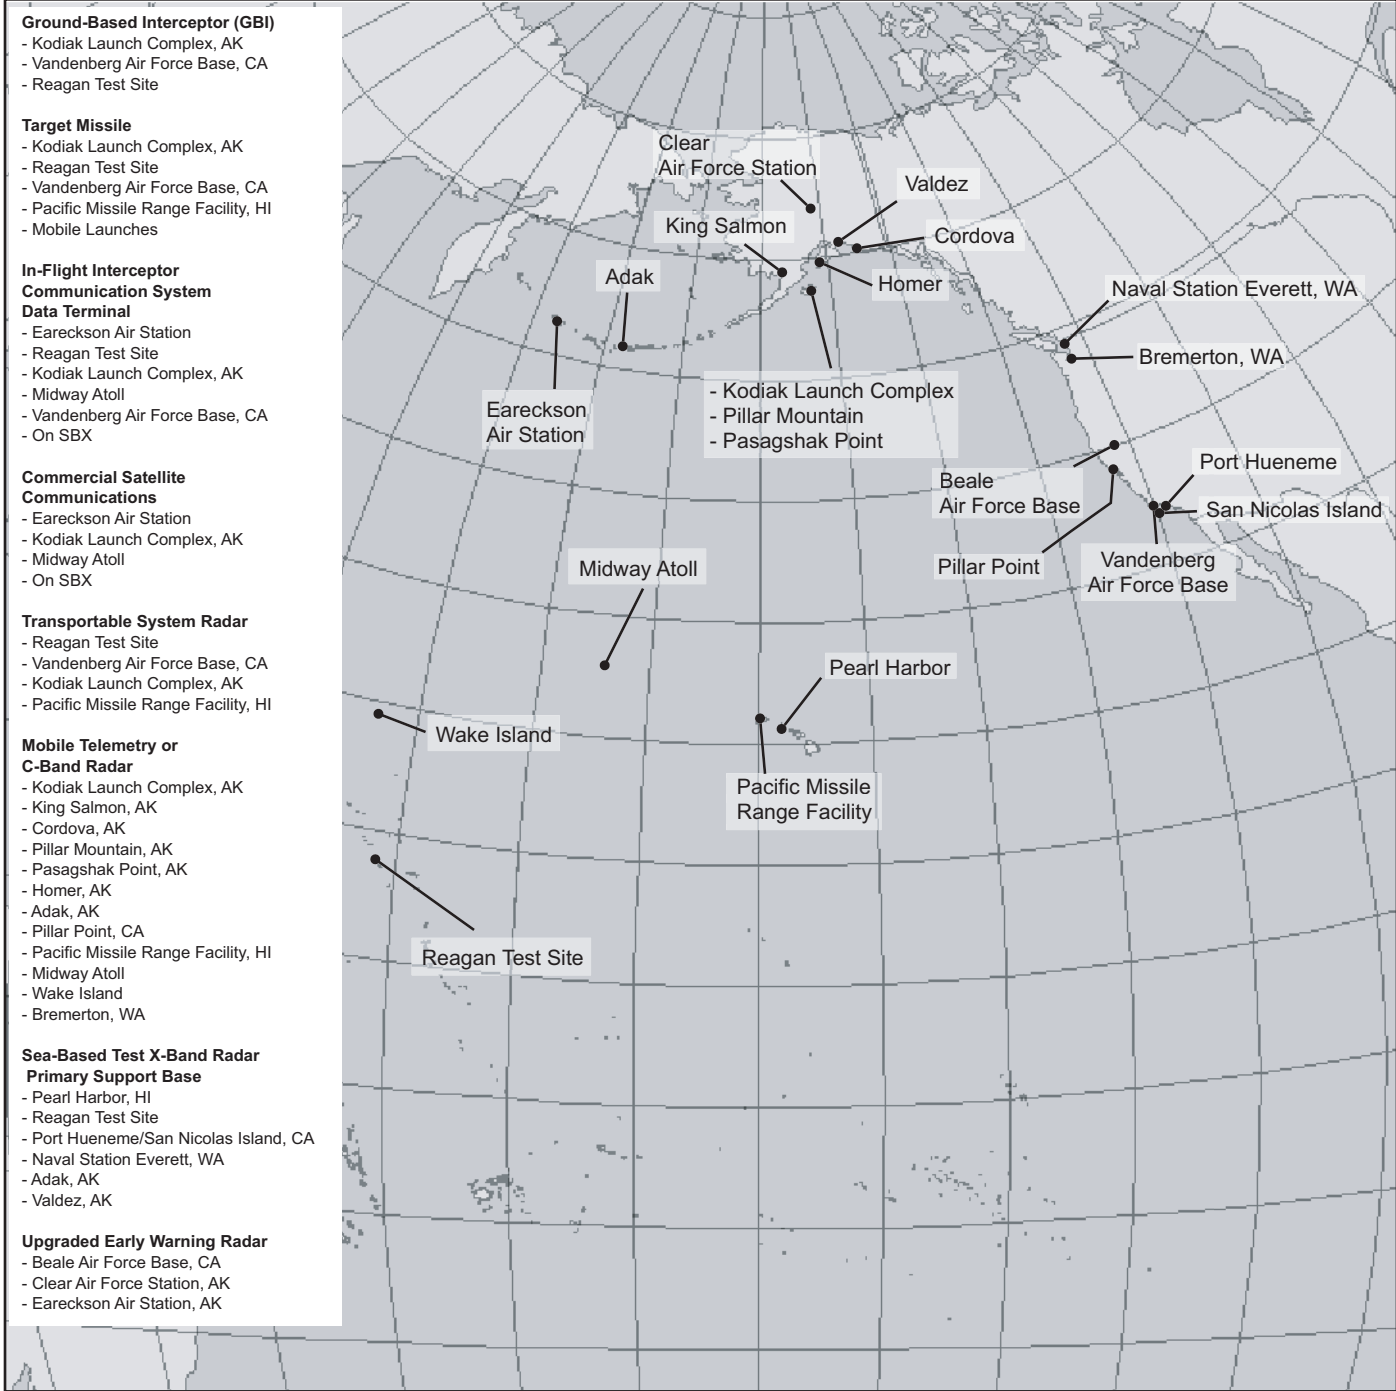 Ground-Based Interceptor (GBI)
- Kodiak Launch Complex, AK
- Vandenberg Air Force Base, CA
- Reagan Test Site
Target Missile
- Kodiak Launch Complex, AK
- Reagan Test Site
- Vandenberg Air Force Base, CA
- Pacific Missile Range Facility, HI
- Mobile Launches
In-Flight Interceptor
Communication System
Data Terminal
- Eareckson Air Station
- Reagan Test Site
- Kodiak Launch Complex, AK
- Midway Atoll
- Vandenberg Air Force Base, CA
- On SBX
Commercial Satellite
Communications
- Eareckson Air Station
- Kodiak Launch Complex, AK
- Midway Atoll
- On SBX
Transportable System Radar
- Reagan Test Site
- Vandenberg Air Force Base, CA
- Kodiak Launch Complex, AK
- Pacific Missile Range Facility, HI
Mobile Telemetry or
C-Band Radar
- Kodiak Launch Complex, AK
- King Salmon, AK
- Cordova, AK
- Pillar Mountain, AK
- Pasagshak Point, AK
- Homer, AK
- Adak, AK
- Pillar Point, CA
- Pacific Missile Range Facility, HI
- Midway Atoll
- Wake Island
- Bremerton, WA
Sea-Based Test X-Band Radar
Primary Support Base
- Pearl Harbor, HI
- Reagan Test Site
- Port Hueneme/San Nicolas Island, CA
- Naval Station Everett, WA
- Adak, AK
- Valdez, AK
Upgraded Early Warning Radar
- Beale Air Force Base, CA
- Clear Air Force Station, AK
- Eareckson Air Station, AK
Clear
Air Force Station
Valdez
King Salmon
Cordova
Adak
Homer
Naval Station Everett, WA
Bremerton, WA
Eareckson
Air Station
- Kodiak Launch Complex
- Pillar Mountain
- Pasagshak Point
Beale
Air Force Base
Port Hueneme
San Nicolas Island
Pillar Point
Vandenberg
Air Force Base
Midway Atoll
Pearl Harbor
Wake Island
Pacific Missile
Range Facility
Reagan Test Site